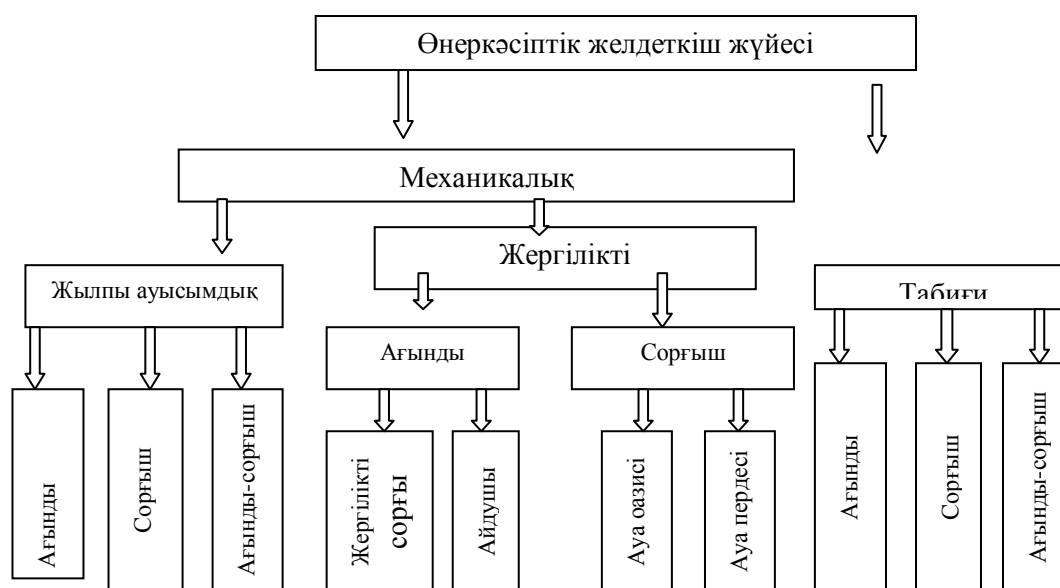 Өнеркәсіптік желдеткіш жүйесі
Механикалық
Жергілікті
Жылпы ауысымдық
Табиғи
Ағынды
Сорғыш
Ағынды
Сорғыш
Ағынды-сорғыш
Жергілікті
сорғы
Айдушы
Ауа оазисі
Ауа пердесі
Ағынды
Сорғыш
Ағынды-сорғыш